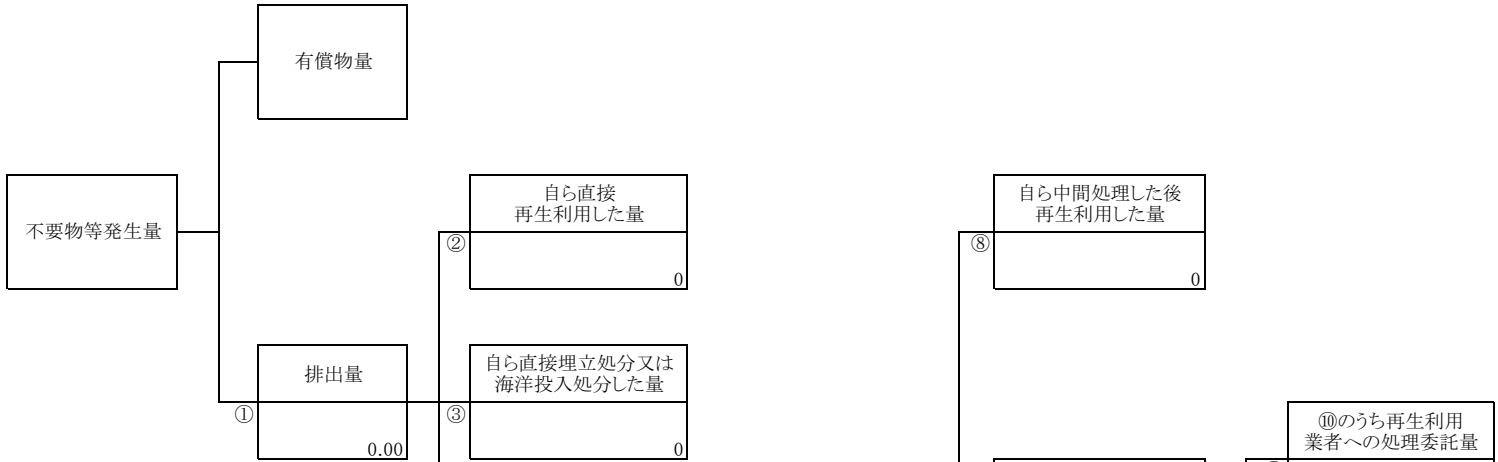 有償物量
不要物等発生量
自ら直接
再生利用した量
②
0
自ら中間処理した後
再生利用した量
⑧
0
排出量
①
0.00
自ら直接埋立処分又は
海洋投入処分した量
③
0
⑩のうち再生利用
業者への処理委託量